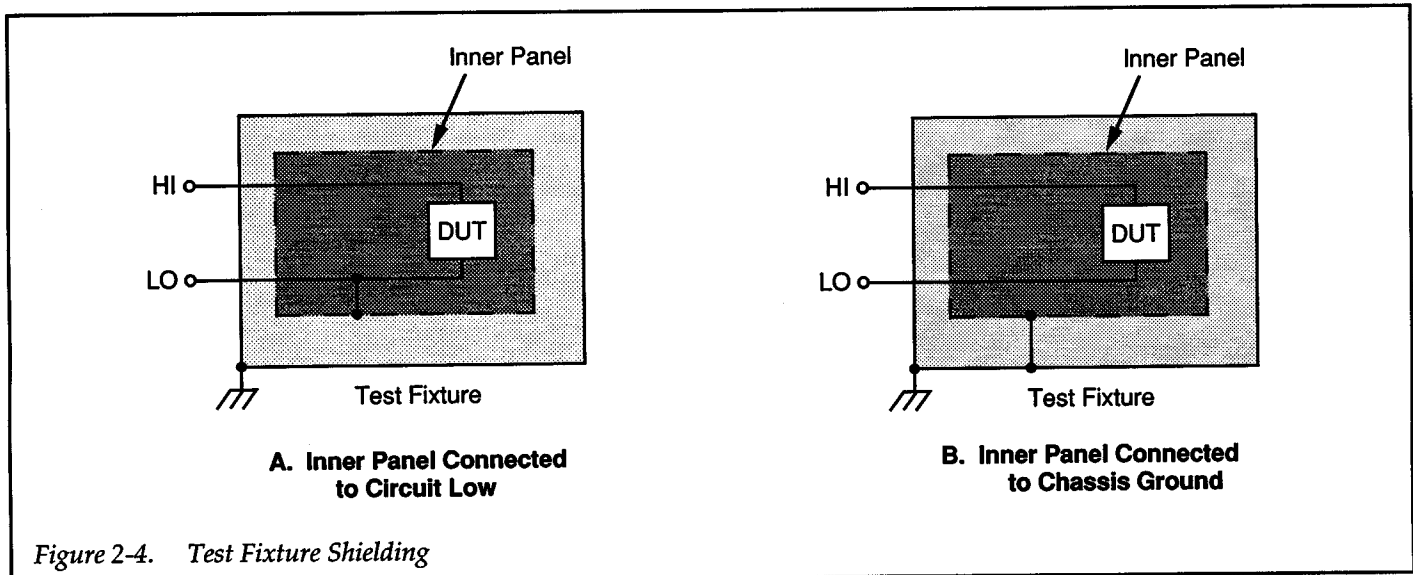 Inner Panel
HI
DUT
LO
Test Fixture
A. Inner Panel Connected
to Circuit Low
Inner Panel
HI
DUT
LO
Test Fixture
B. Inner Panel Connected
to Chassis Ground
Figure 2-4. Test Fixture Shielding